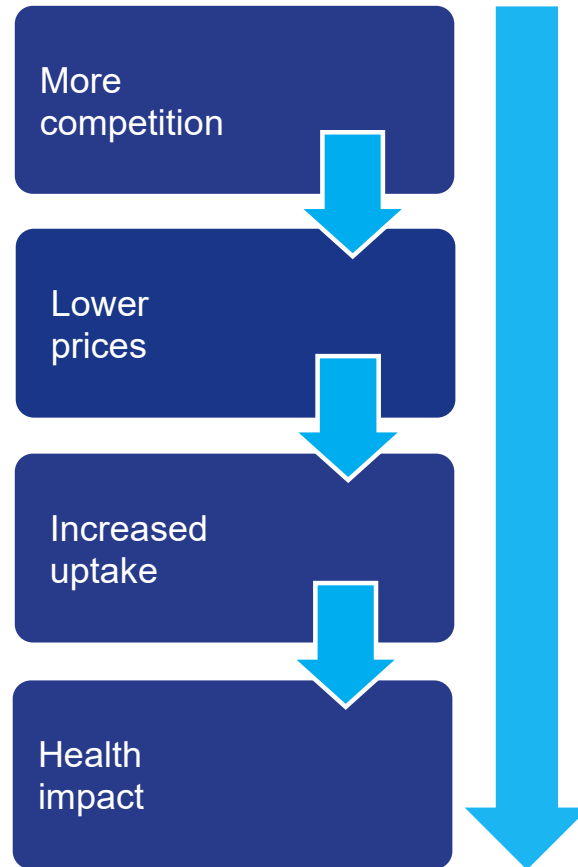 More
competition
Lower
prices
Increased
uptake
Health
impact